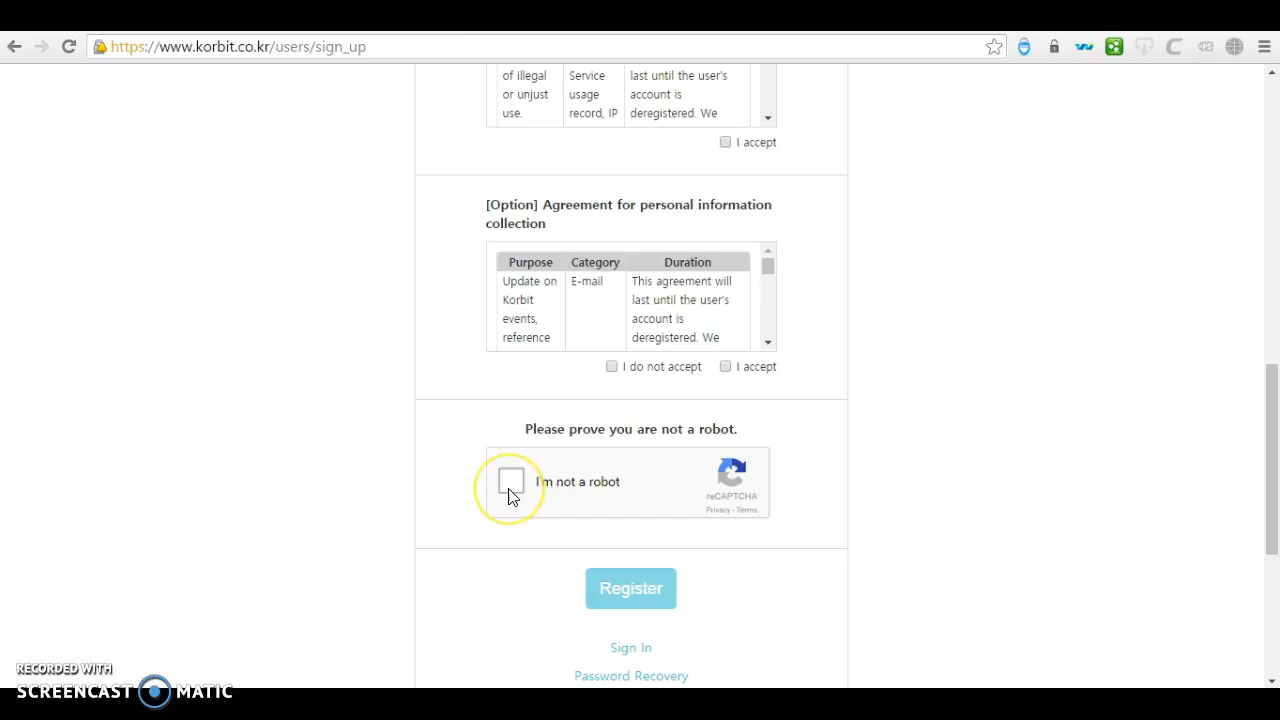 https://www.korbit.co.kr/users/sign_up
of illegal
or unjust
use.
Service
usage
record, IP
last until the user's
account is
deregistered. We
I accept
[Option] Agreement for personal information
collection
Purpose Category Duration
Update on
Korbit
events,
reference
E-mail
This agreement will
last until the user's
account is
deregistered. We
I do not accept I accept
Please prove you are not a robot.
I'm not a robot
reCAPTCHA
Privacy - Terms
Register
Sign In
Password Recovery
RECORDED WITH
SCREENCAST MATIC